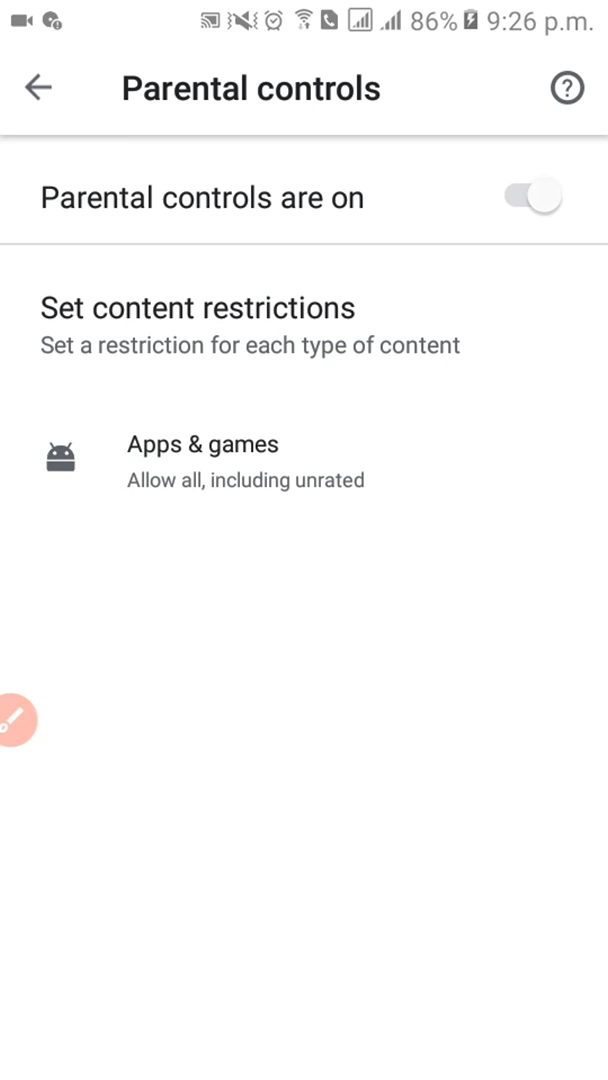 86% 9:26 p.m.
Parental controls
Parental controls are on
Set content restrictions
Set a restriction for each type of content
Apps & games
Allow all, including unrated